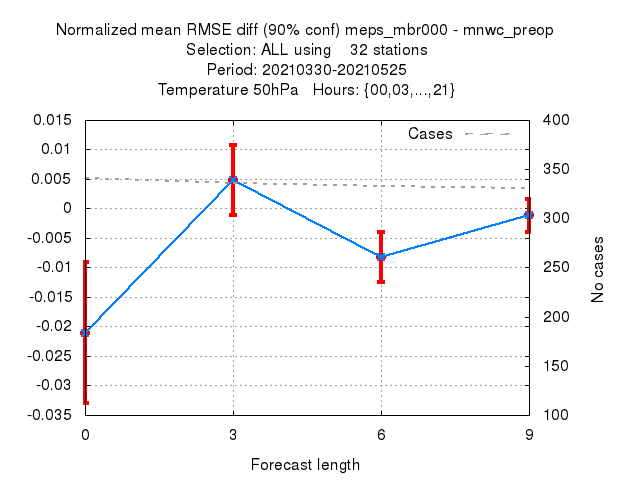 Normalized mean RMSE diff (90% conf) meps_mbr000 - mnwc_preop
Selection: ALL using 32 stations
Period: 20210330-20210525
Temperature 50hPa Hours: {00,03,...,21}
Cases
0.015
0.01
0.005
0
-0.005
-0.01
-0.015
-0.02
-0.025
-0.03
-0.035
400
350
300
250
200
150
100
No cases
0 3 6 9
Forecast length